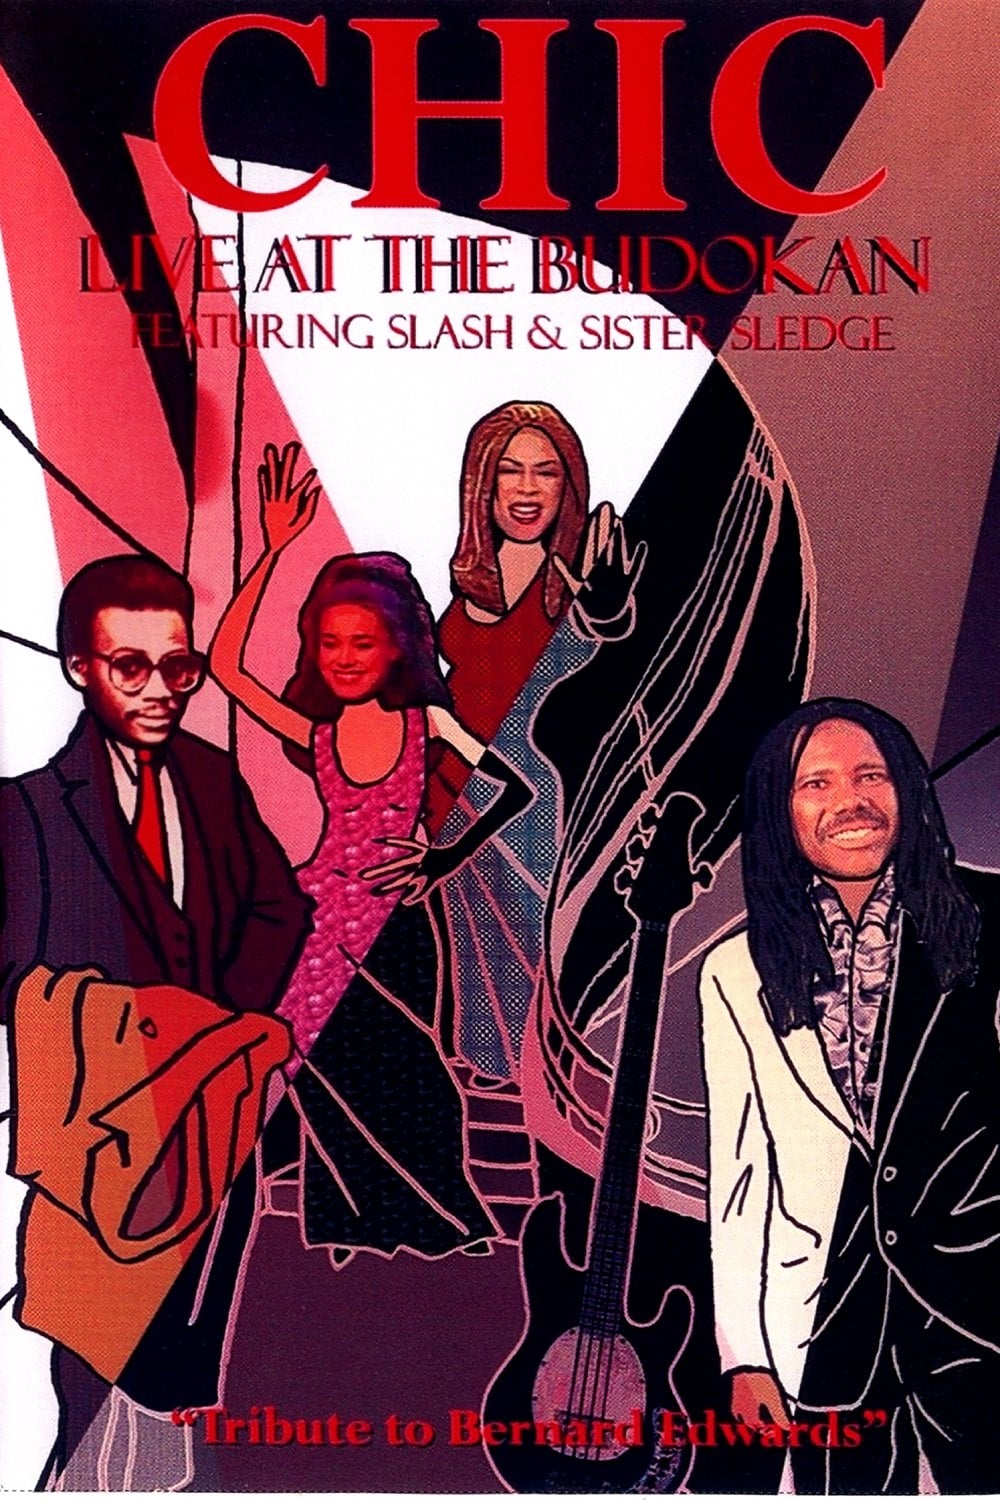 CHIC
LIVE AT THE BUDOKAN
FEATURING SLASH & SISTER SLEDGE
“Tribute to Bernard Edwards”